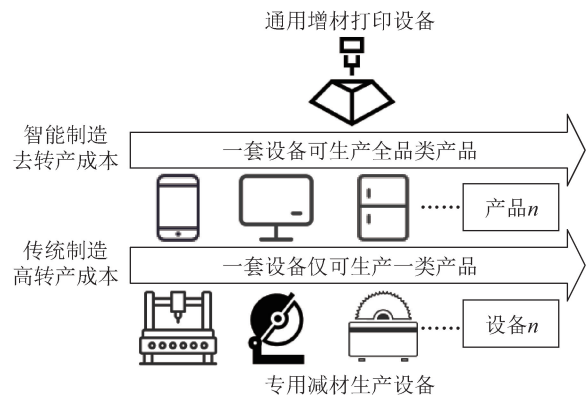 通用增材打印设备
智能制造
去转产成本
一套设备可生产全品类产品
…… 产品n
传统制造
高转产成本
一套设备仅可生产一类产品
…… 设备n
专用减材生产设备